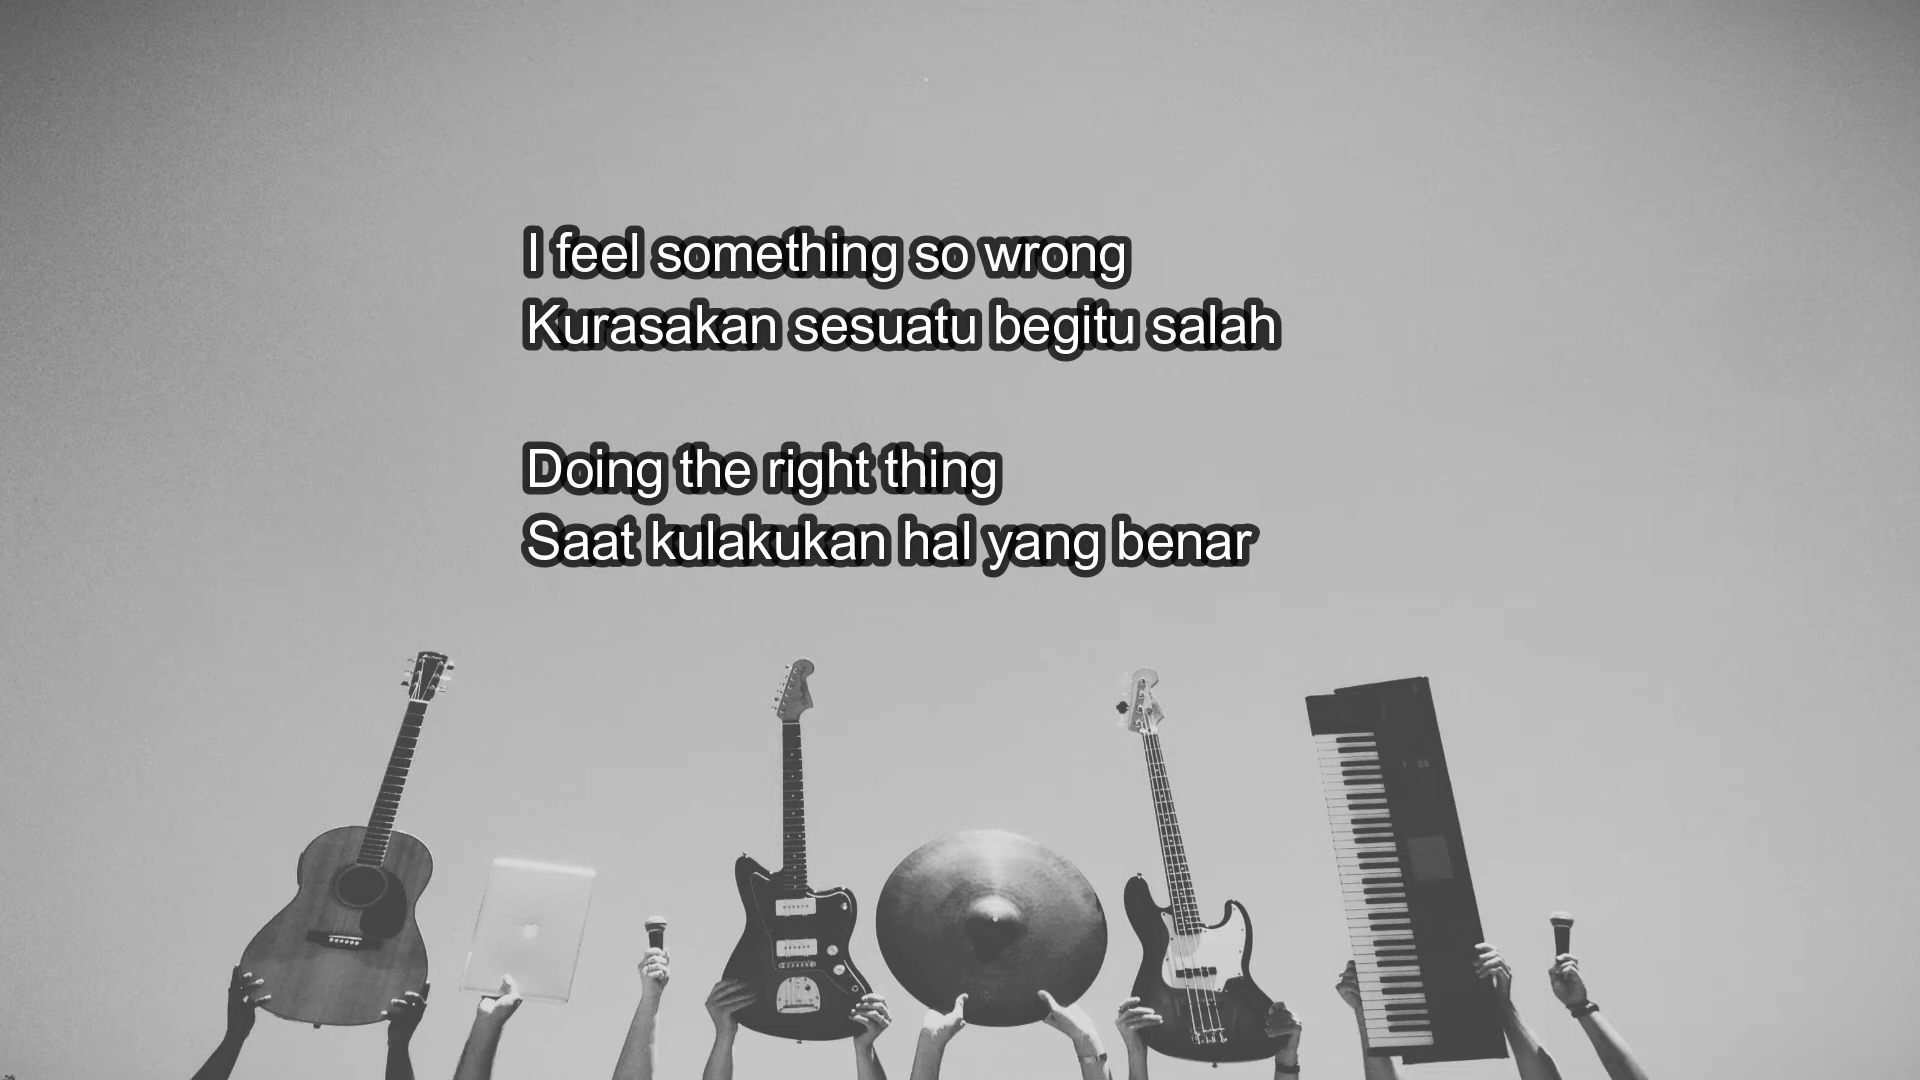 I feel something so wrong
Kurasakan sesuatu begitu salah
Doing the right thing
Saat kulakukan hal yang benar